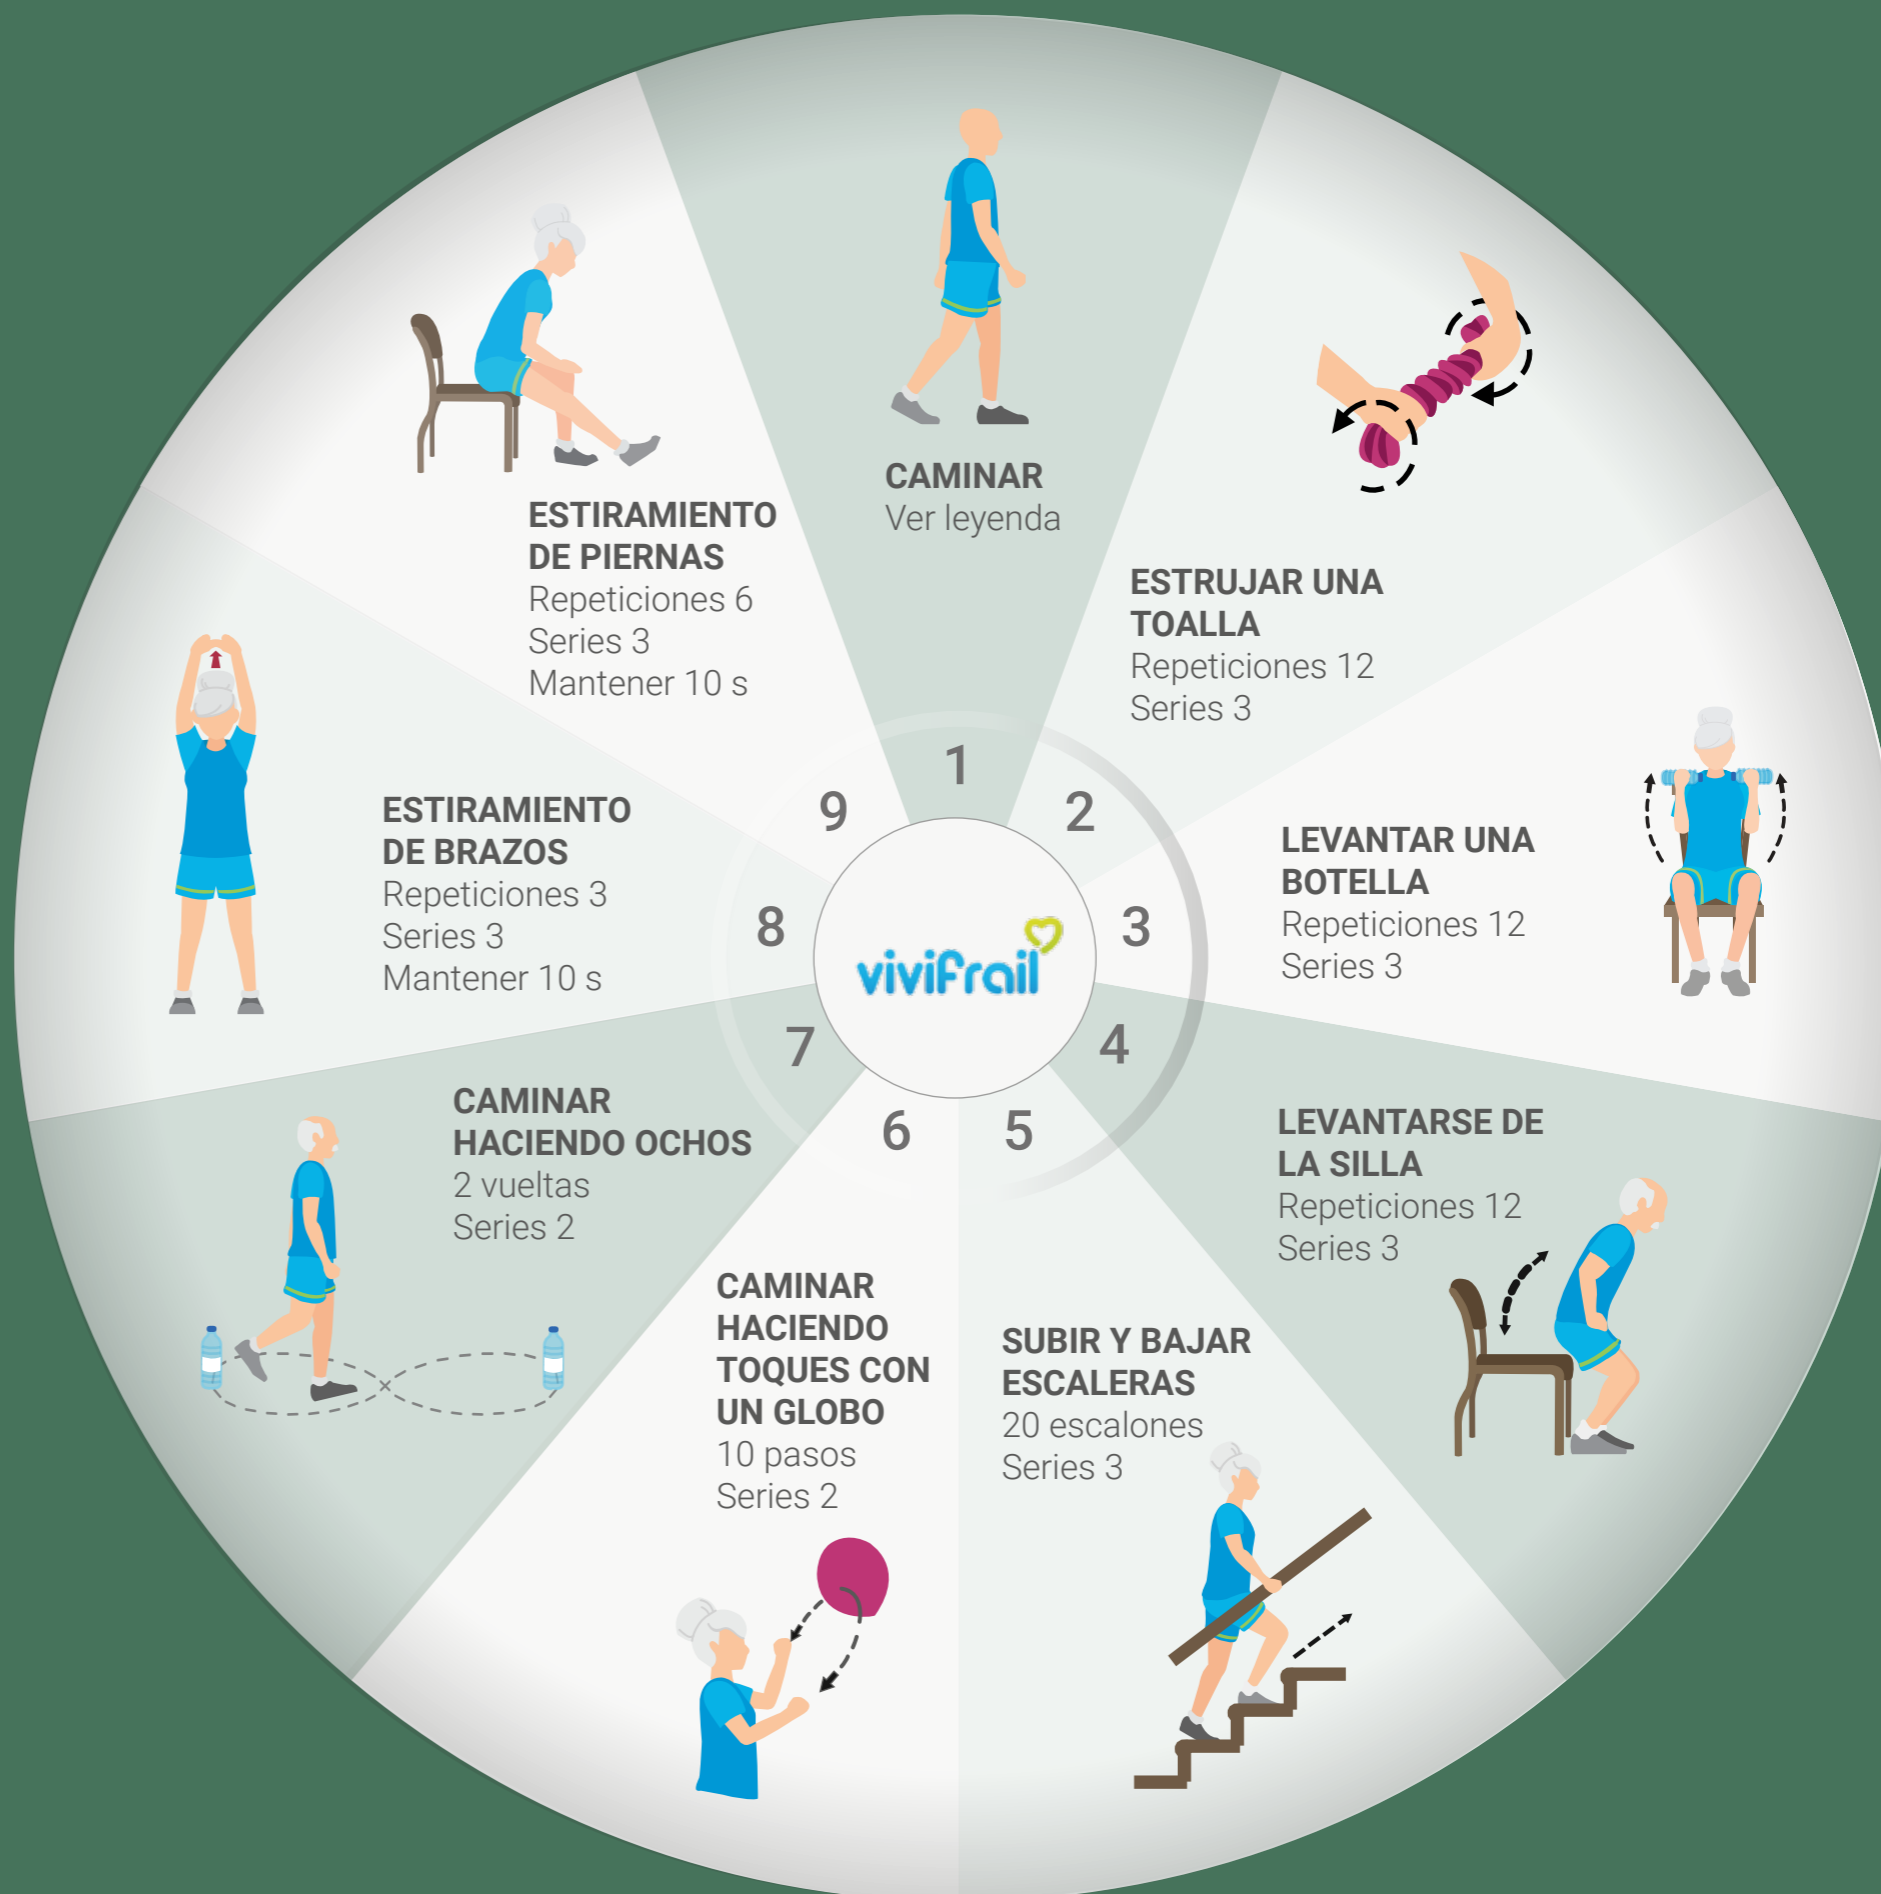 1
CAMINAR
Ver leyenda
2
ESTRUJAR UNA
TOALLA
Repeticiones 12
Series 3
3
LEVANTAR UNA
BOTELLA
Repeticiones 12
Series 3
4
LEVANTARSE DE
LA SILLA
Repeticiones 12
Series 3
5
SUBIR Y BAJAR
ESCALERAS
20 escalones
Series 3
6
CAMINAR
HACIENDO
TOQUES CON
UN GLOBO
10 pasos
Series 2
7
CAMINAR
HACIENDO OCHOS
2 vueltas
Series 2
8
ESTIRAMIENTO
DE BRAZOS
Repeticiones 3
Series 3
Mantener 10 s
9
ESTIRAMIENTO
DE PIERNAS
Repeticiones 6
Series 3
Mantener 10 s
vivifrail